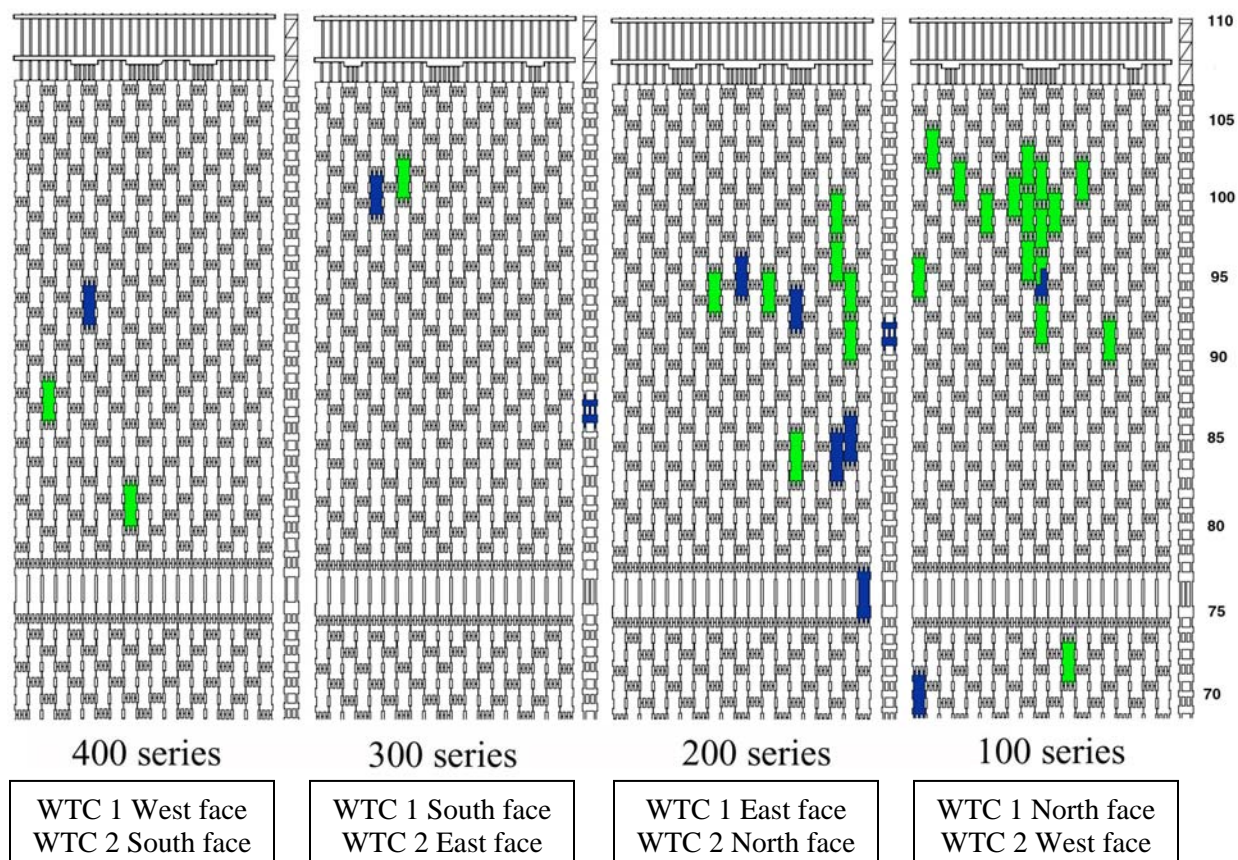 110
105
100
95
90
85
80
75
70
400 series
300 series
200 series
100 series
WTC 1 West face
WTC 2 South face
WTC 1 South face
WTC 2 East face
WTC 1 East face
WTC 2 North face
WTC 1 North face
WTC 2 West face